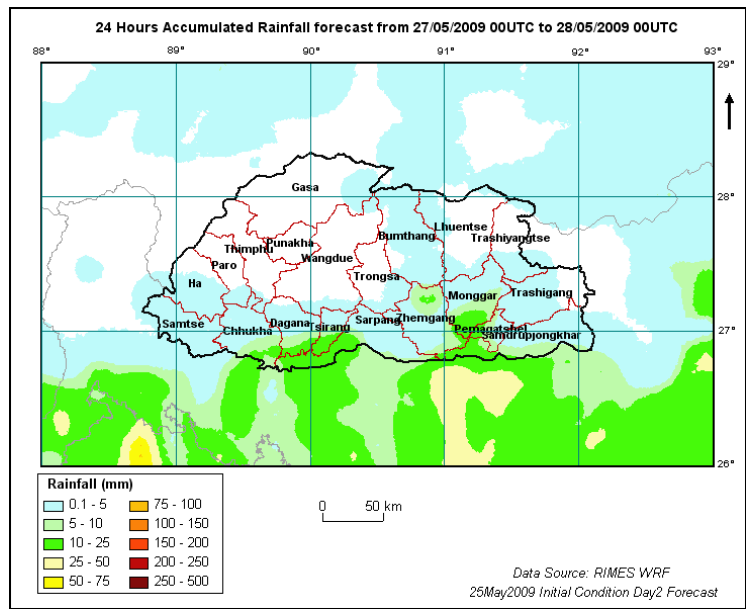 24 Hours Accumulated Rainfall forecast from 27/05/2009 00UTC to 28/05/2009 00UTC
88° 89° 90° 91° 92° 93°
29°
Gasa
28° 28°
Lhuentse
Punakha Bumthang Trashiyangtse
Thimphu
Wangdue
Paro
Trongsa
Ha
Monggar Trashigang
Samtse Chhukha Dagana Tsirang Sarpang Zhemgang
Pemagatshel
27° 27°
Samdrupjongkhar
26° 26°
Rainfall (mm)
0.1 - 5 75 - 100
5 - 10 100 - 150
10 - 25 150 - 200
25 - 50 200 - 250
50 - 75 250 - 500
0 50 km
Data Source: RIMES WRF
25May2009 Initial Condition Day2 Forecast